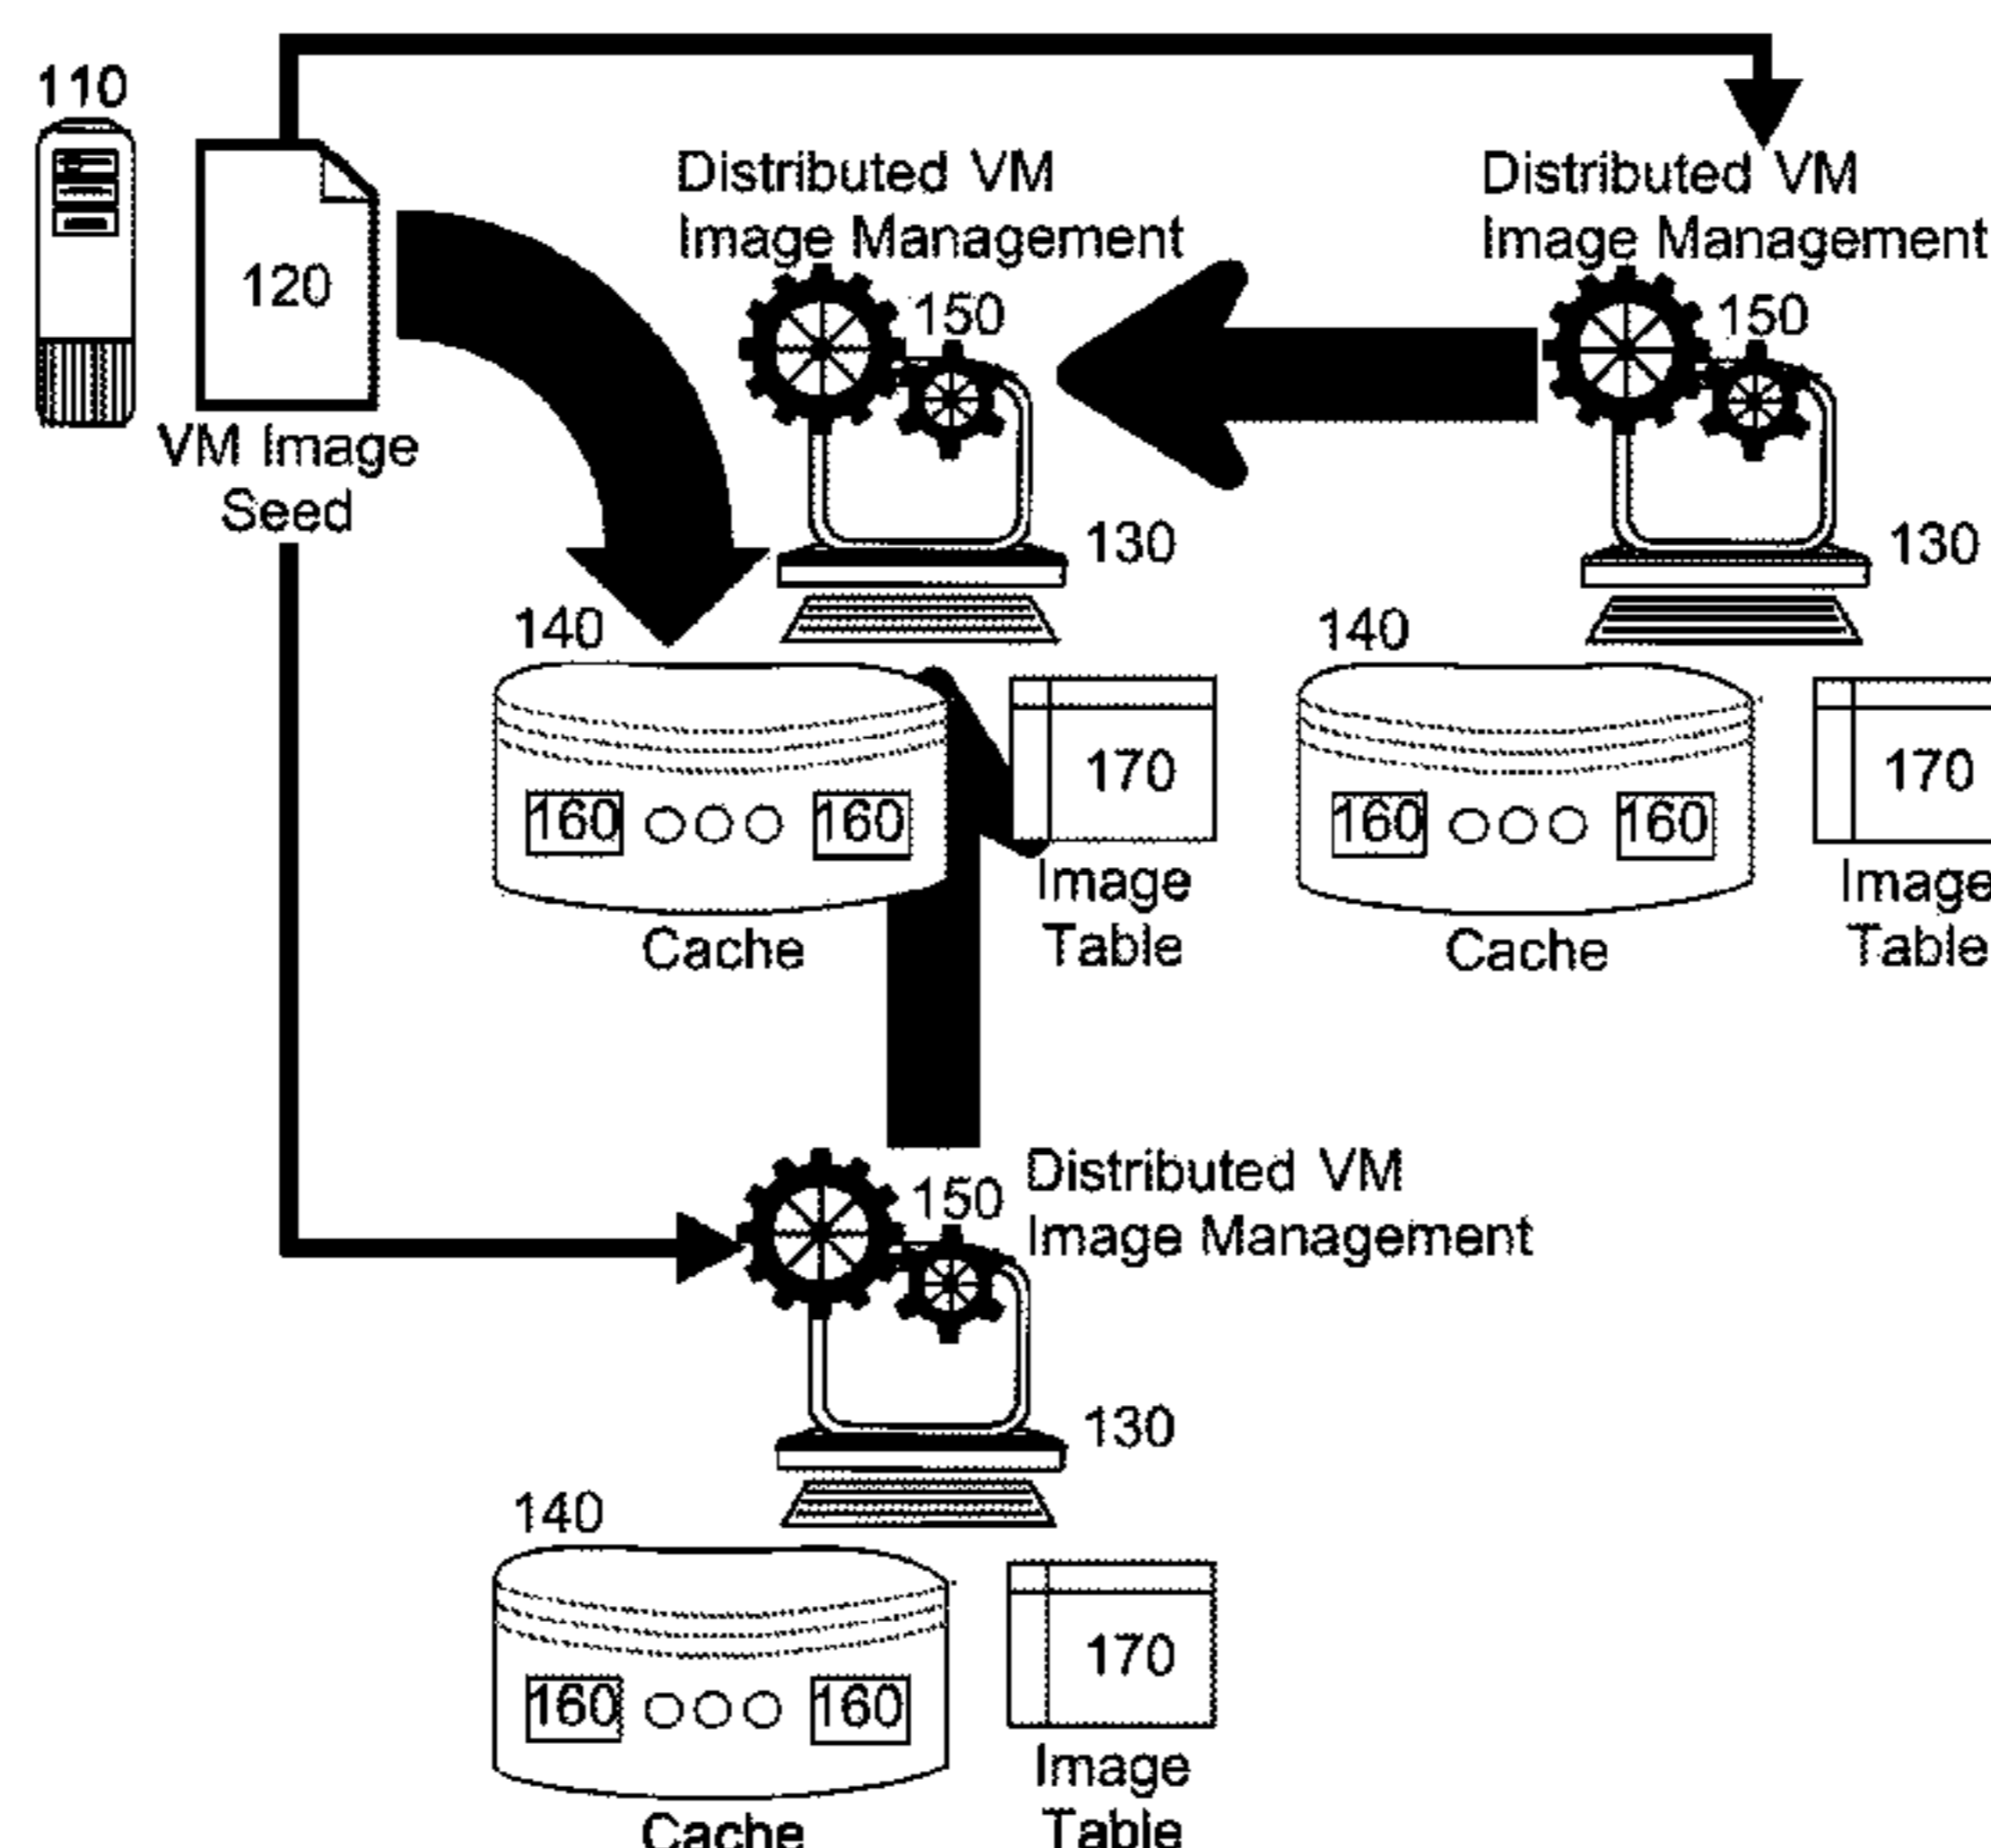 110
120
VM Image
Seed
Distributed VM
Image Management
150
130
140
160
160
Cache
170
Image
Table
Distributed VM
Image Management
150
130
140
160
160
Cache
170
Image
Table
Distributed VM
Image Management
150
130
140
160
160
Cache
170
Image
Table